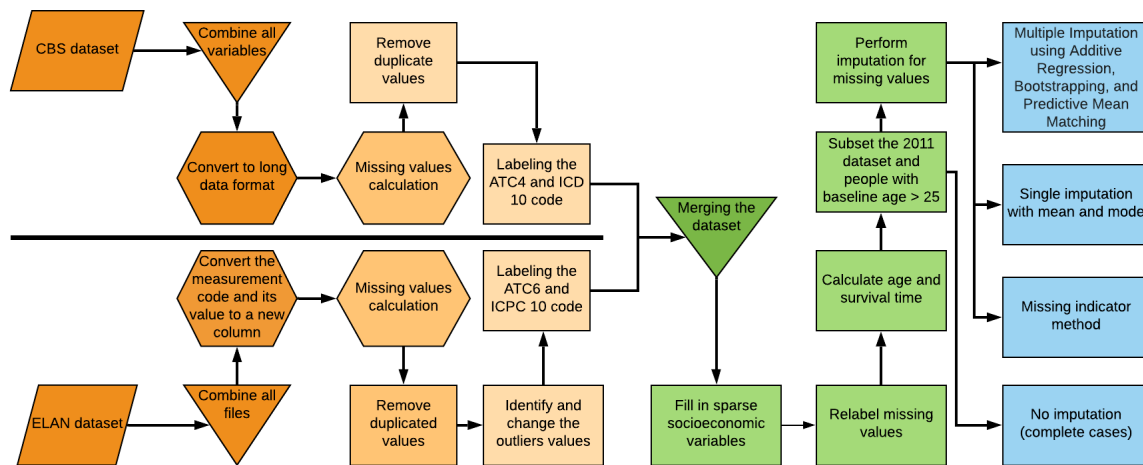 CBS dataset
Combine all
variables
Convert to long
data format
Missing values
calculation
Remove
duplicate values
Labeling the
ATC4 and ICD
10 code
ELAN dataset
Combine all
files
Convert the
measurement
code and its
value to a new
column
Missing values
calculation
Remove
duplicated
values
Identify and
change the
outliers values
Labeling the
ATC6 and
ICPC 10 code
Merging the
dataset
Fill in sparse
socioeconomic
variables
Relabel missing
values
Calculate age and
survival time
Subset the 2011
dataset and
people with
baseline age > 25
Perform
imputation for
missing values
Multiple Imputation
using Additive
Regression,
Bootstrapping, and
Predictive Mean
Matching
Single imputation
with mean and mode
Missing indicator
method
No imputation
(complete cases)